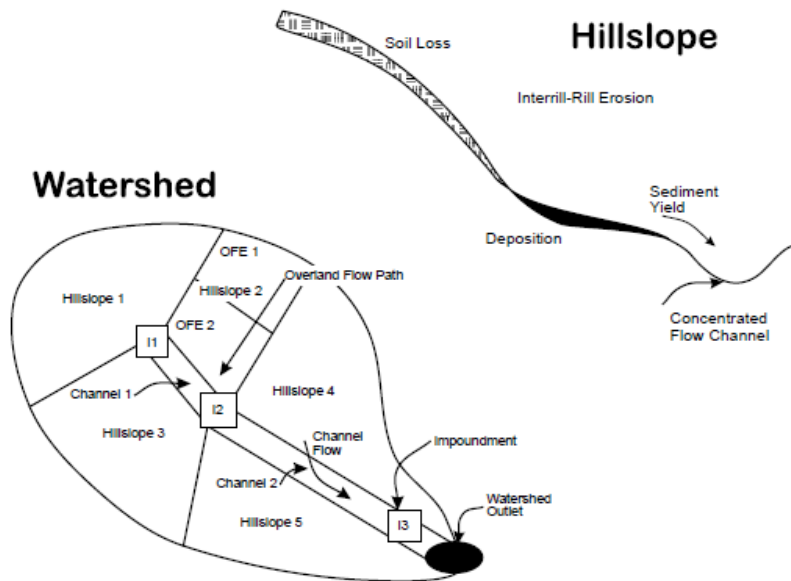 Hillslope
Soil Loss
Interrill-Rill Erosion
Sediment
Yield
Deposition
Concentrated
Flow Channel
Watershed
OFE 1
Overland Flow Path
Hillslope 1
Hillslope 2
OFE 2
I1
Channel 1
I2
Hillslope 4
Hillslope 3
Channel
Flow
Impoundment
Channel 2
Watershed
Outlet
Hillslope 5
I3